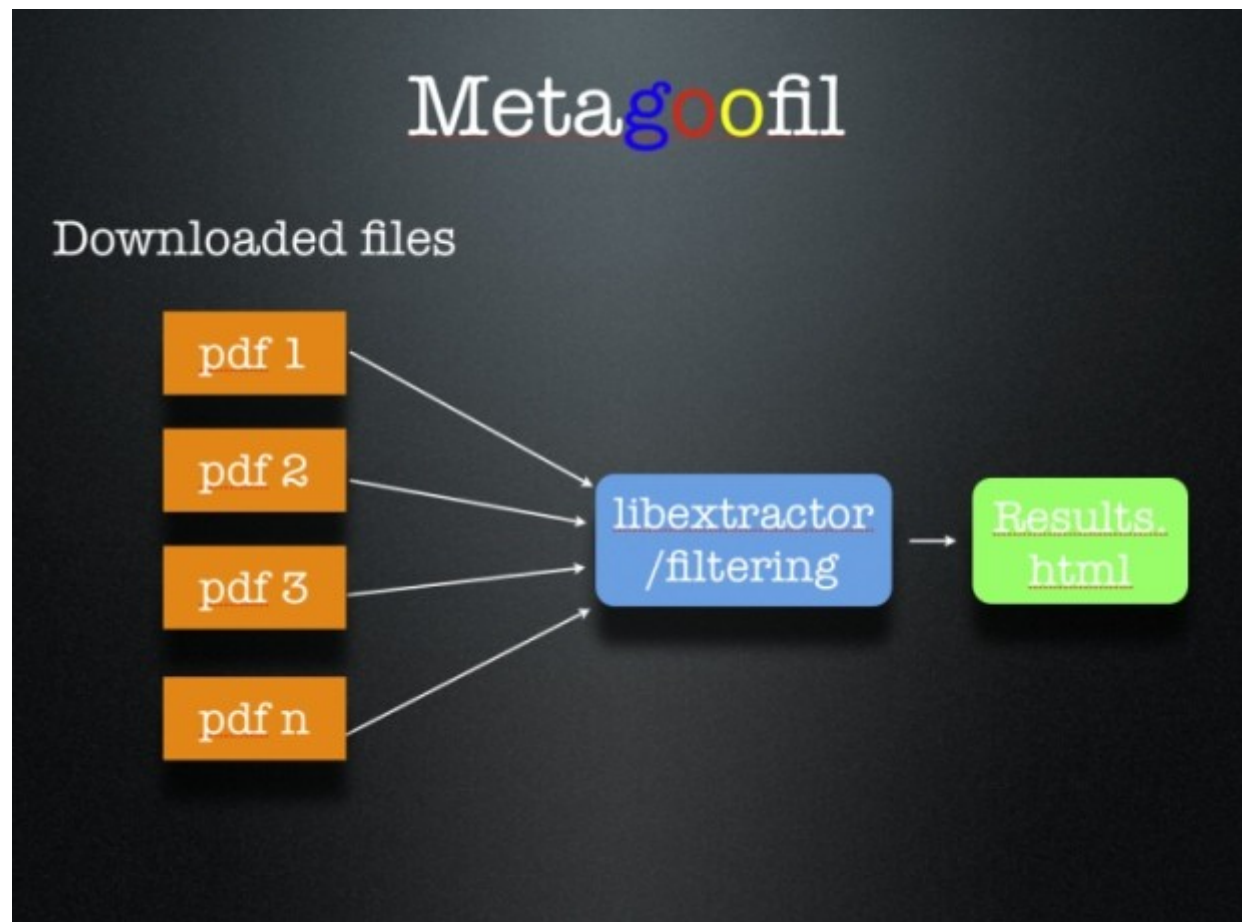 Metagoofil
Downloaded files
pdf 1
pdf 2
pdf 3
pdf n
libextractor
/filtering
Results.
html